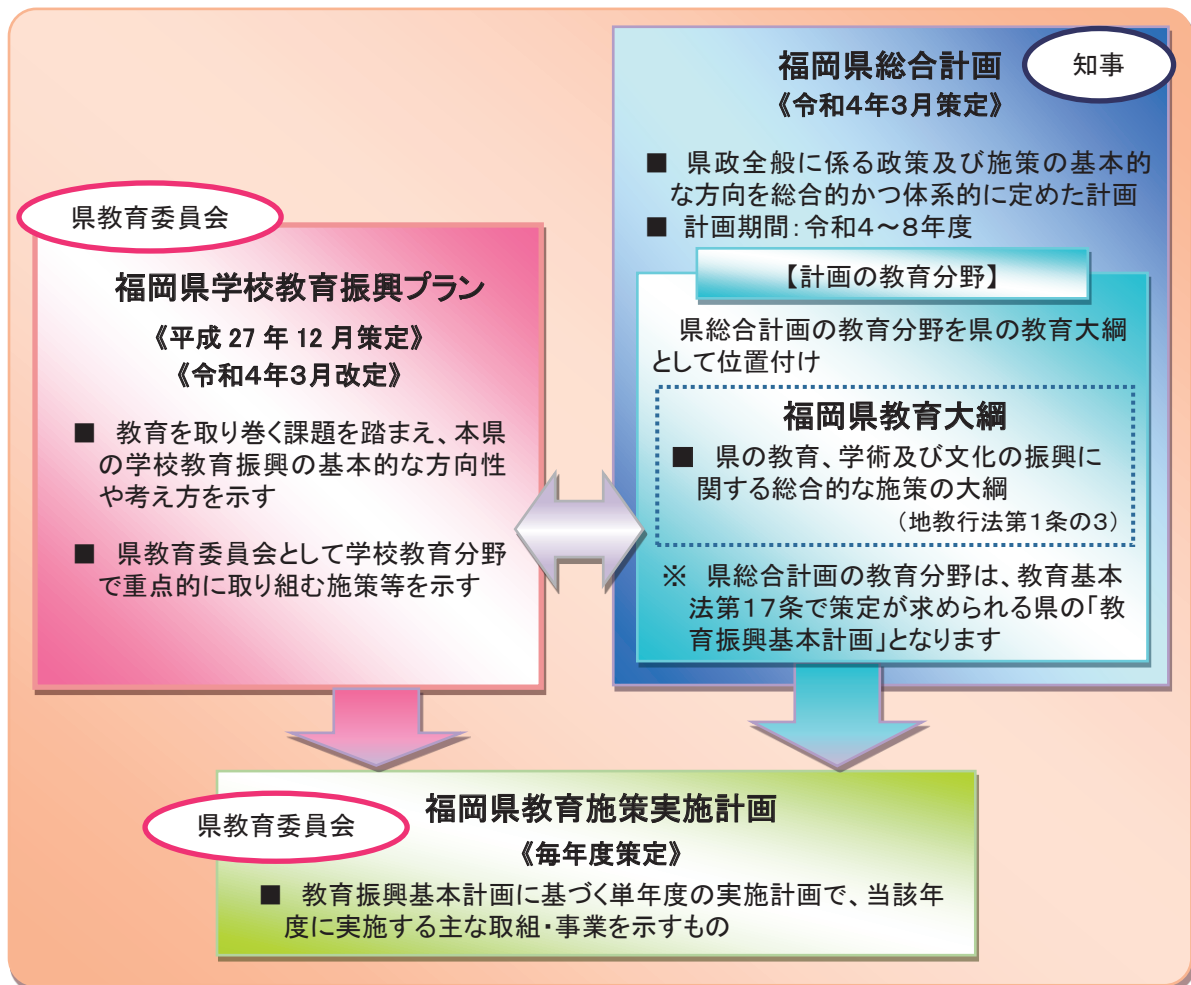 県教育委員会
福岡県学校教育振興プラン
《平成 27 年 12 月策定》
《令和4年3月改定》
■ 教育を取り巻く課題を踏まえ、本県
の学校教育振興の基本的な方向性
や考え方を示す
■ 県教育委員会として学校教育分野
で重点的に取り組む施策等を示す
知事
福岡県総合計画
《令和4年3月策定》
■ 県政全般に係る政策及び施策の基本的
な方向を総合的かつ体系的に定めた計画
■ 計画期間:令和4~8年度
【計画の教育分野】
県総合計画の教育分野を県の教育大綱
として位置付け
福岡県教育大綱
■ 県の教育、学術及び文化の振興に
関する総合的な施策の大綱
(地教行法第1条の3)
※ 県総合計画の教育分野は、教育基本
法第17条で策定が求められる県の「教
育振興基本計画」となります
県教育委員会
福岡県教育施策実施計画
《毎年度策定》
■ 教育振興基本計画に基づく単年度の実施計画で、当該年
度に実施する主な取組・事業を示すもの